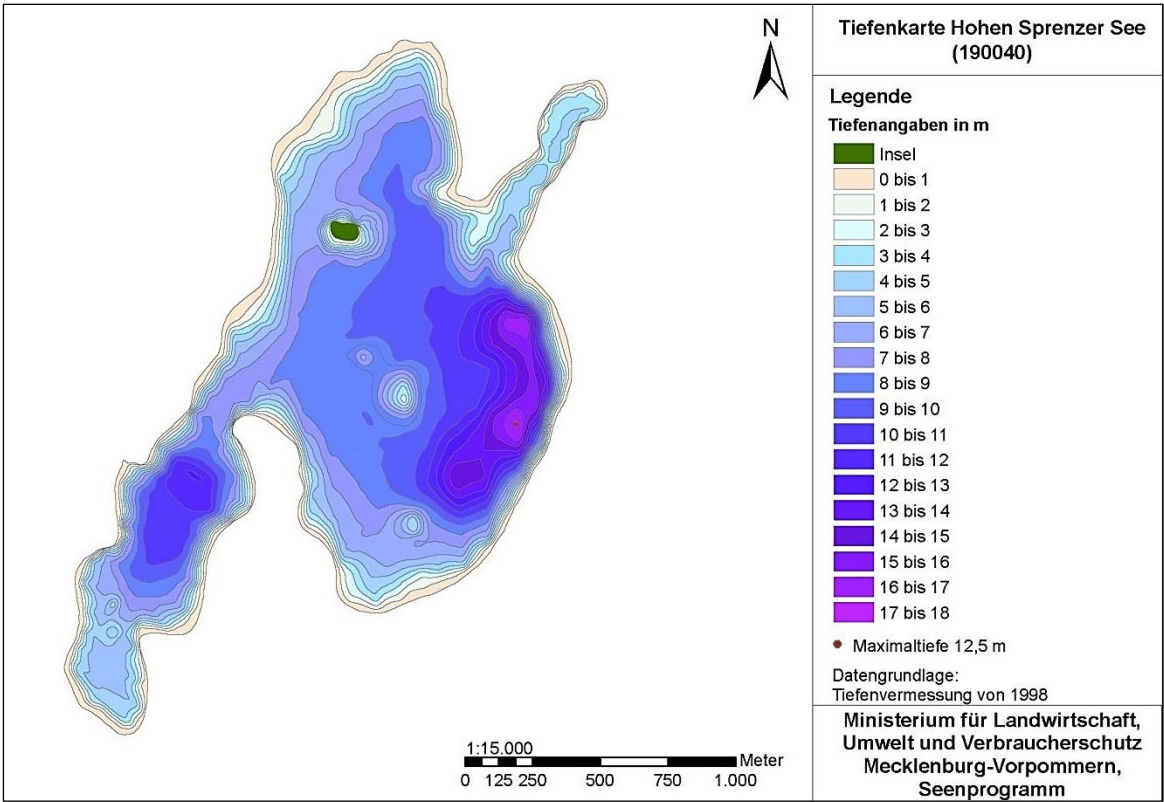 N
Tiefenkarte Hohen Sprenzer See
(190040)
Legende
Tiefenangaben in m
Insel
0 bis 1
1 bis 2
2 bis 3
3 bis 4
4 bis 5
5 bis 6
6 bis 7
7 bis 8
8 bis 9
9 bis 10
10 bis 11
11 bis 12
12 bis 13
13 bis 14
14 bis 15
15 bis 16
16 bis 17
17 bis 18
Maximaltiefe 12,5 m
Datengrundlage:
Tiefenvermessung von 1998
Ministerium für Landwirtschaft,
Umwelt und Verbraucherschutz
Mecklenburg-Vorpommern,
Seenprogramm
1:15.000
Meter
0 125 250 500 750 1.000